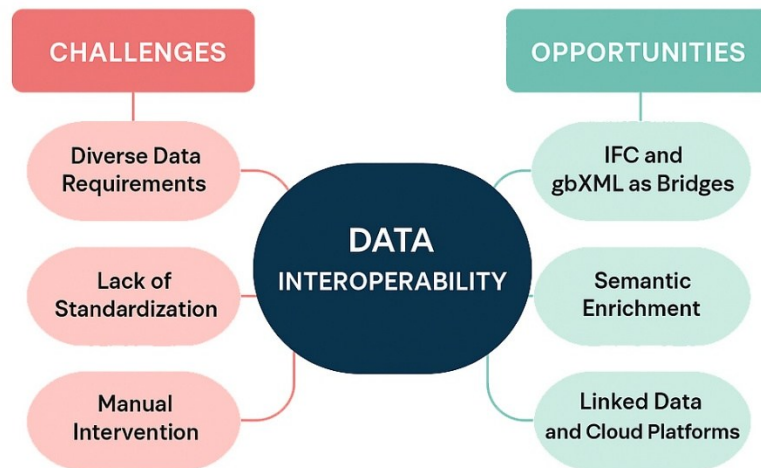 CHALLENGES
Diverse Data
Requirements
Lack of
Standardization
Manual
Intervention
DATA
INTEROPERABILITY
OPPORTUNITIES
IFC and
gbXML as Bridges
Semantic
Enrichment
Linked Data
and Cloud Platforms